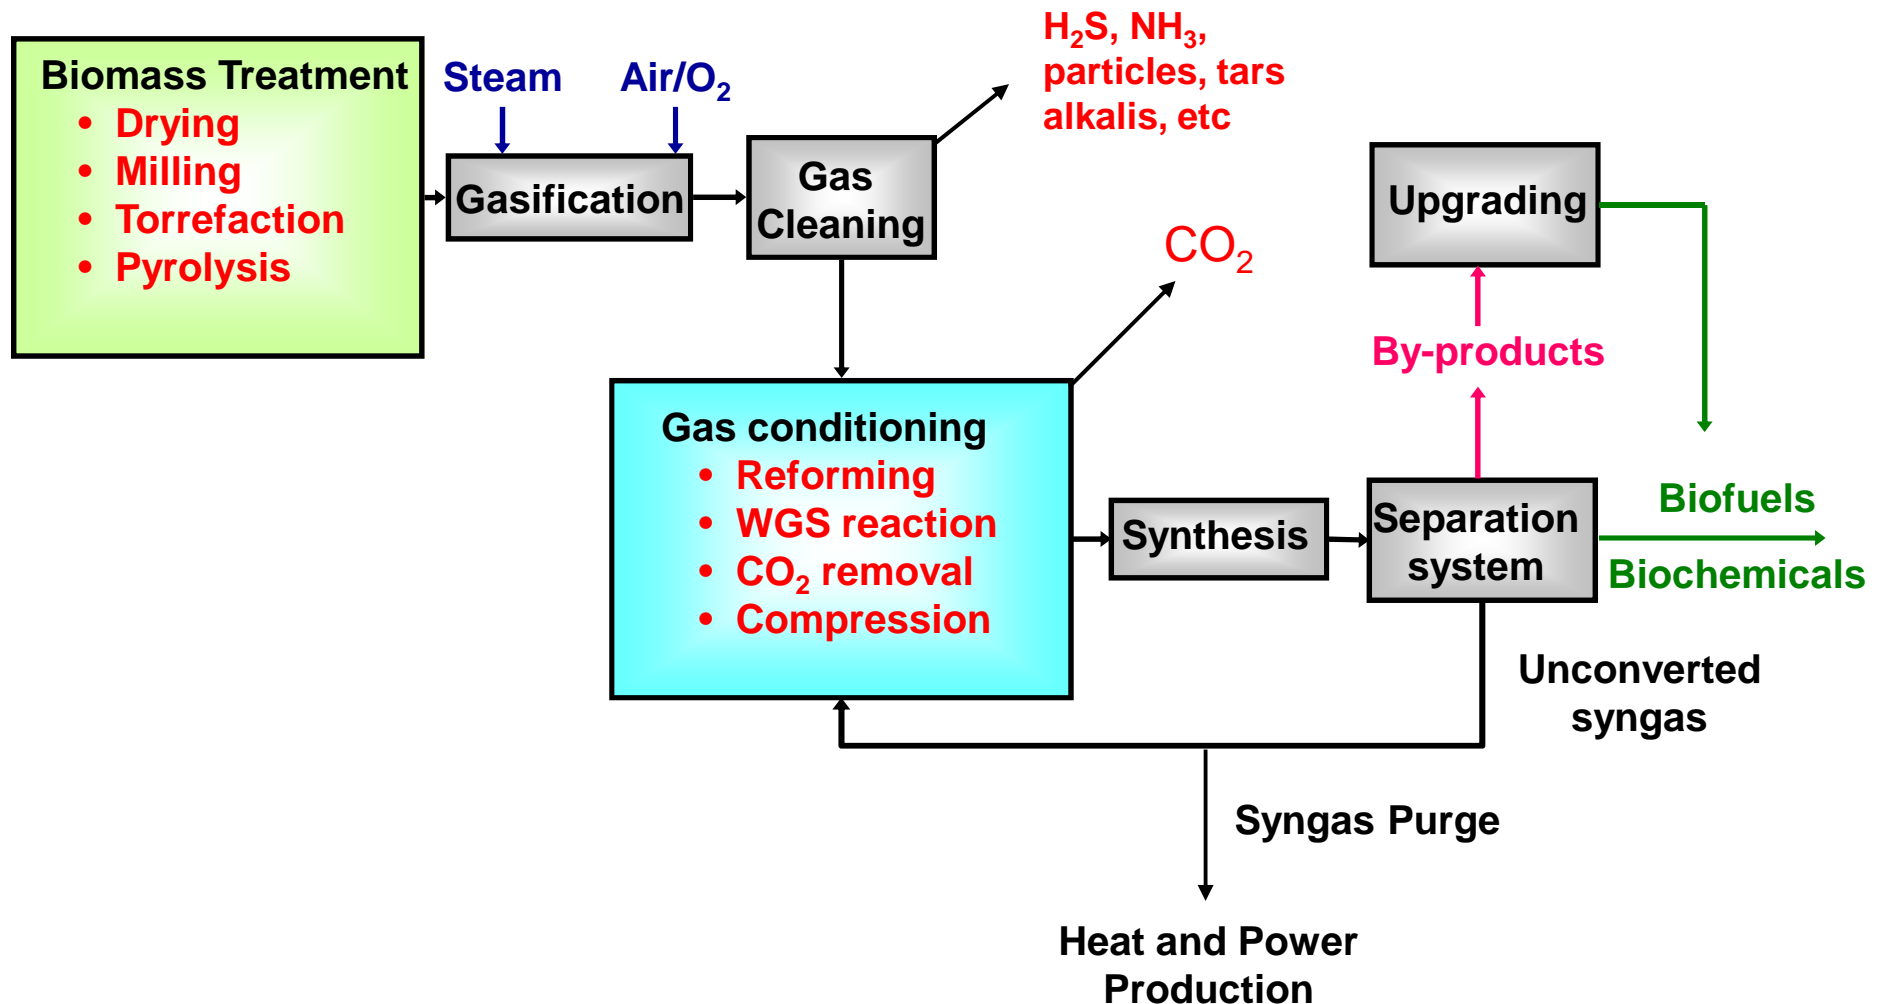 Biomass Treatment
• Drying
• Milling
• Torrefaction
• Pyrolysis
Steam
Air/O₂
Gasification
Gas
Cleaning
H₂S, NH₃,
particles, tars
alkalis, etc
CO₂
Gas conditioning
• Reforming
• WGS reaction
• CO₂ removal
• Compression
Synthesis
Separation
system
By-products
Upgrading
Biofuels
Biochemicals
Unconverted
syngas
Syngas Purge
Heat and Power
Production